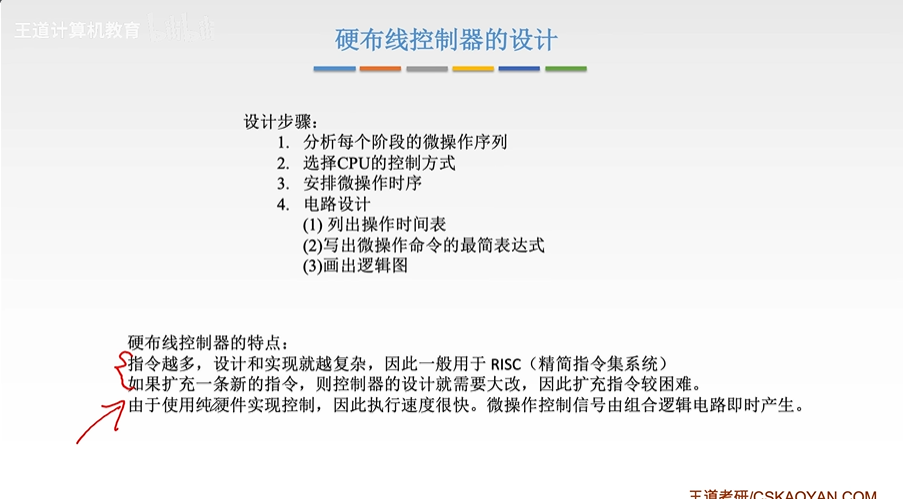 王道计算机教育
硬布线控制器的设计
设计步骤：
1. 分析每个阶段的微操作序列
2. 选择CPU的控制方式
3. 安排微操作时序
4. 电路设计
(1) 列出操作时间表
(2)写出微操作命令的最简表达式
(3)画出逻辑图
硬布线控制器的特点：
指令越多，设计和实现就越复杂，因此一般用于 RISC（精简指令集系统）
如果扩充一条新的指令，则控制器的设计就需要大改，因此扩充指令较困难。
由于使用纯硬件实现控制，因此执行速度很快。微操作控制信号由组合逻辑电路即时产生。
王道考研/CSKAOYAN.COM